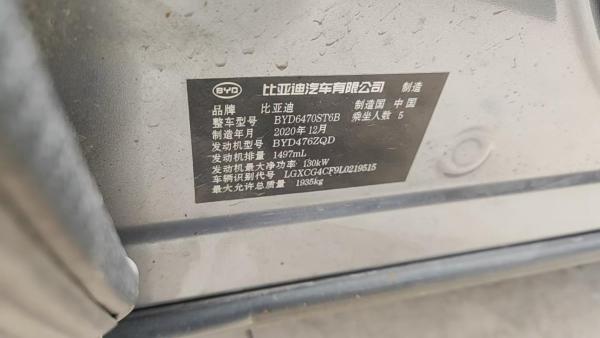 BYD 比亚迪汽车有限公司 制造
品牌 比亚迪 制造国 中国
整车型号 BYD6470ST6B 乘坐人数 5
制造年月 2020年12月
发动机型号 BYD476ZQD
发动机排量 1497mL
发动机最大净功率 130kW
车辆识别代号 LGXCG4CF9L0219515
最大允许总质量 1935kg